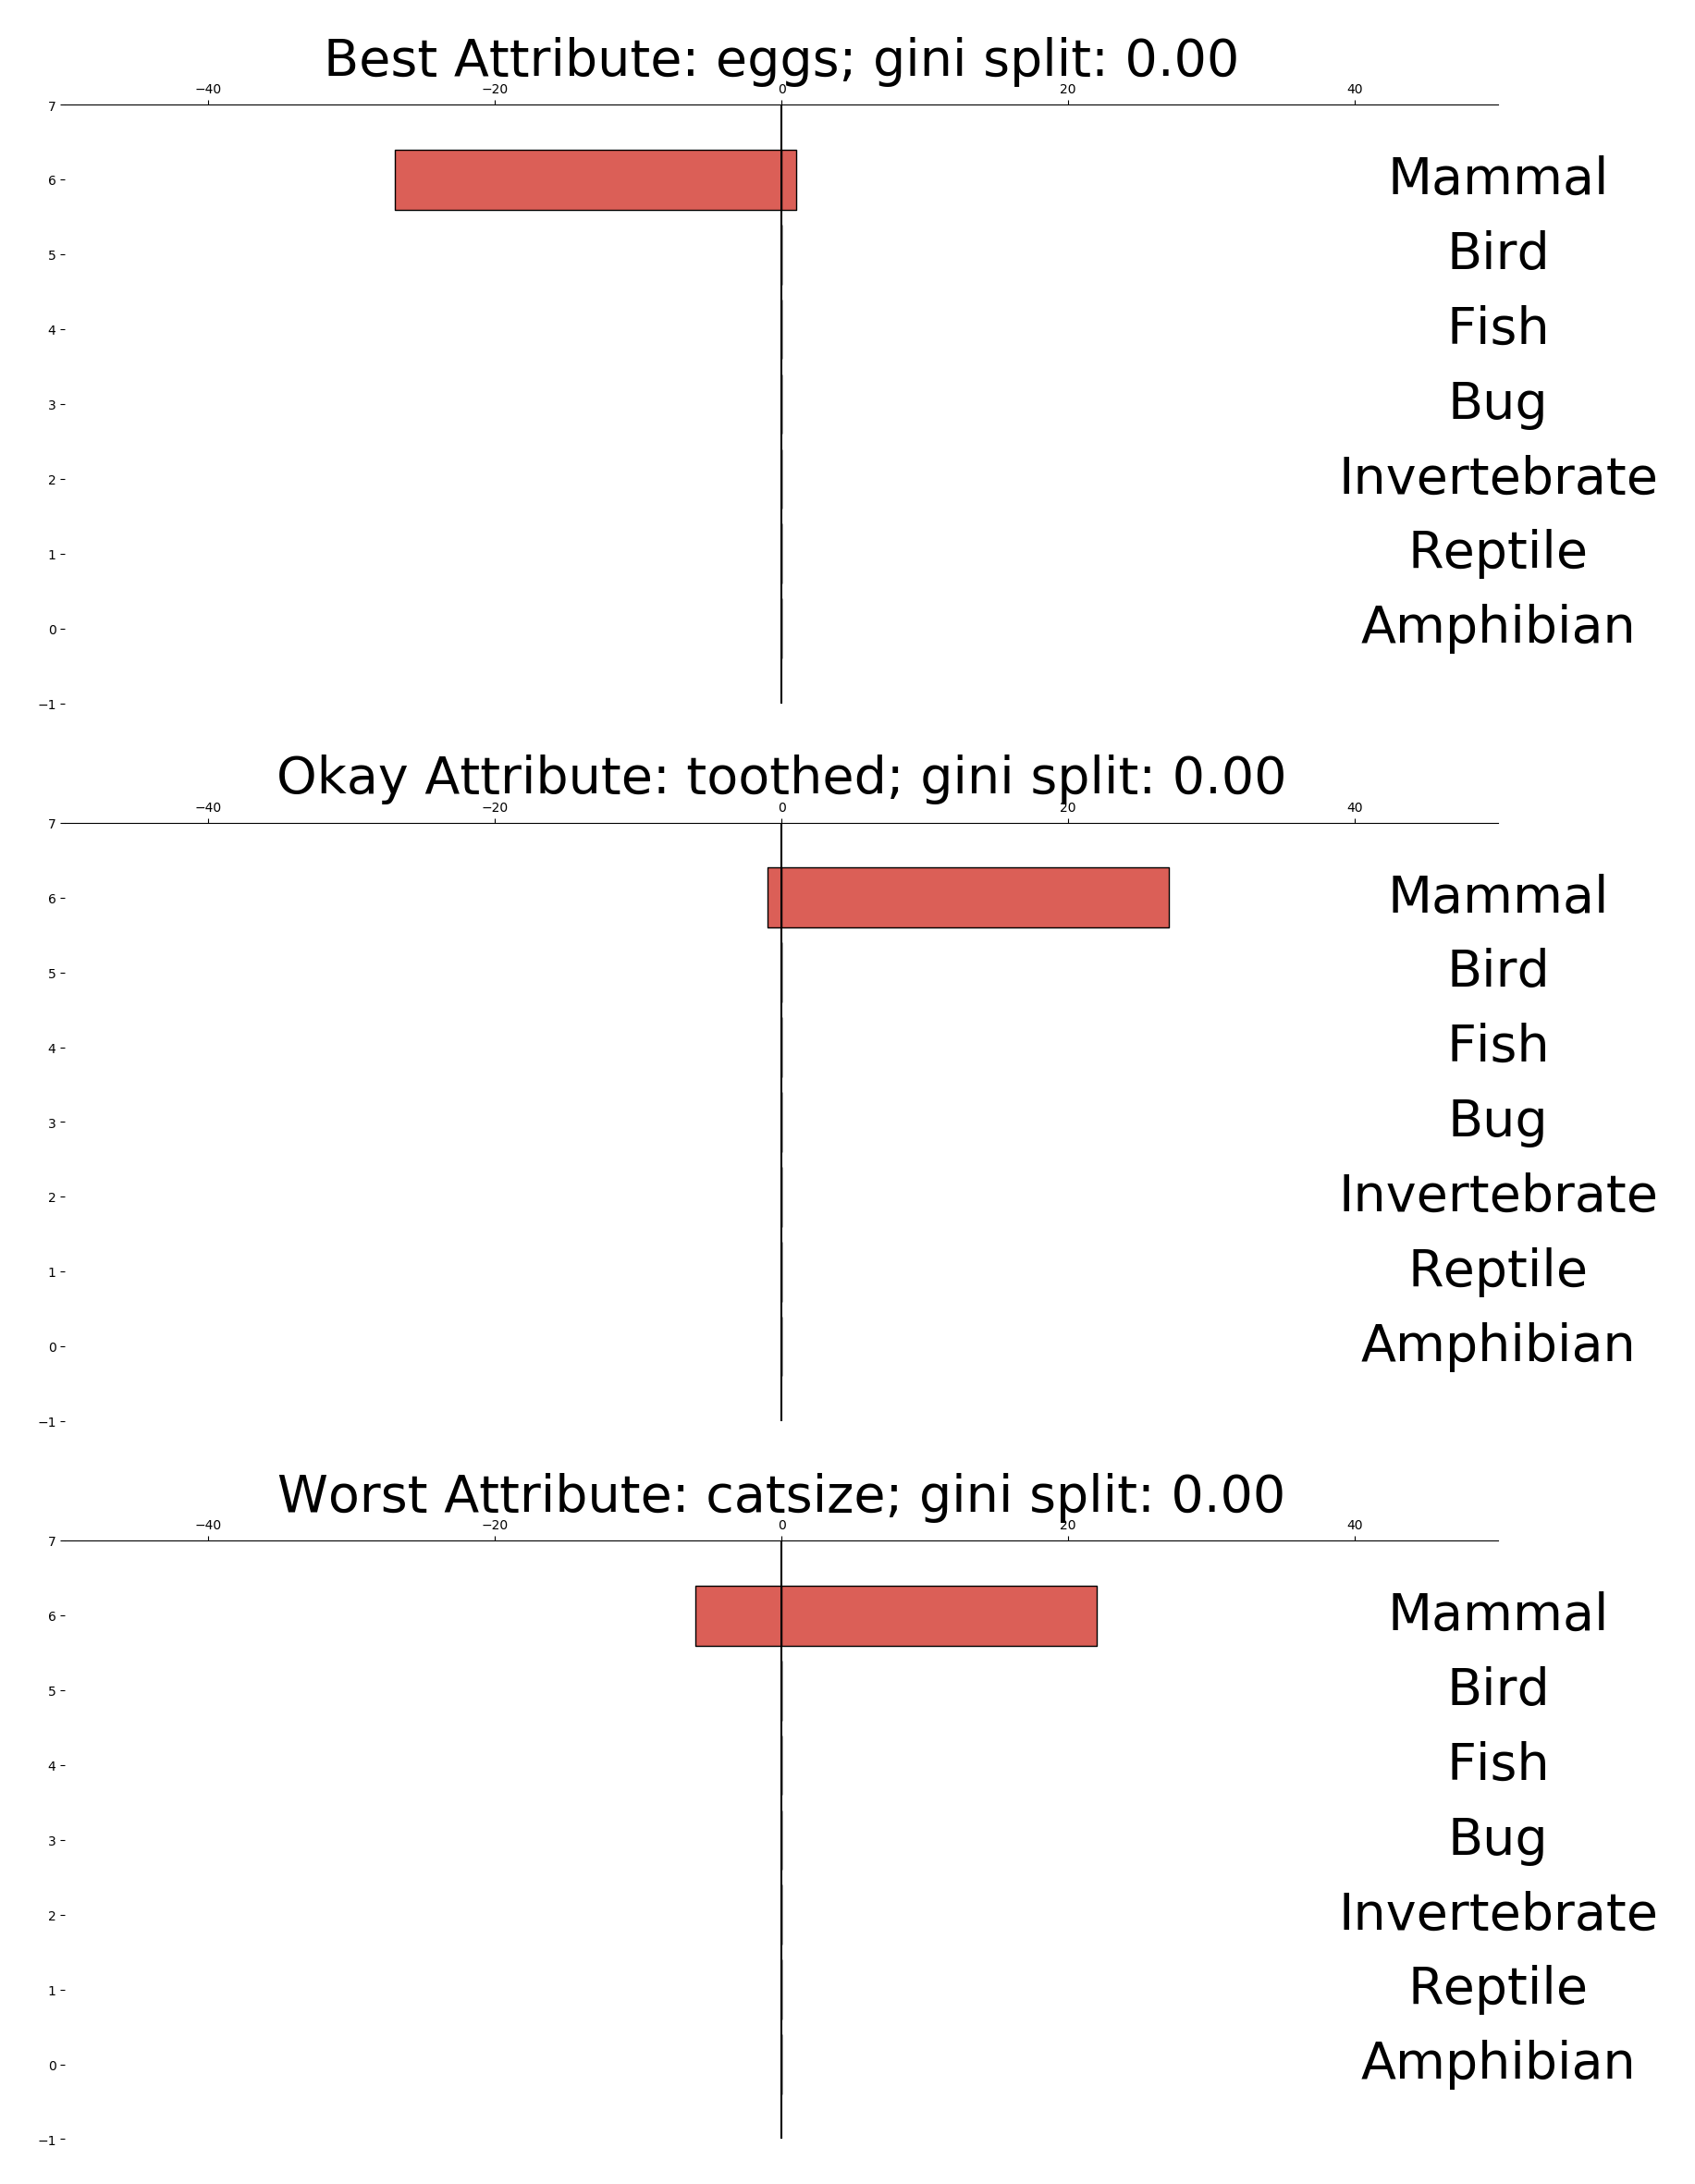 Best Attribute: eggs; gini split: 0.00
−40 −20 0 20 40
7
6 Mammal
5 Bird
4 Fish
3 Bug
2 Invertebrate
1 Reptile
0 Amphibian
−1
Okay Attribute: toothed; gini split: 0.00
−40 −20 0 20 40
7
6 Mammal
5 Bird
4 Fish
3 Bug
2 Invertebrate
1 Reptile
0 Amphibian
−1
Worst Attribute: catsize; gini split: 0.00
−40 −20 0 20 40
7
6 Mammal
5 Bird
4 Fish
3 Bug
2 Invertebrate
1 Reptile
0 Amphibian
−1